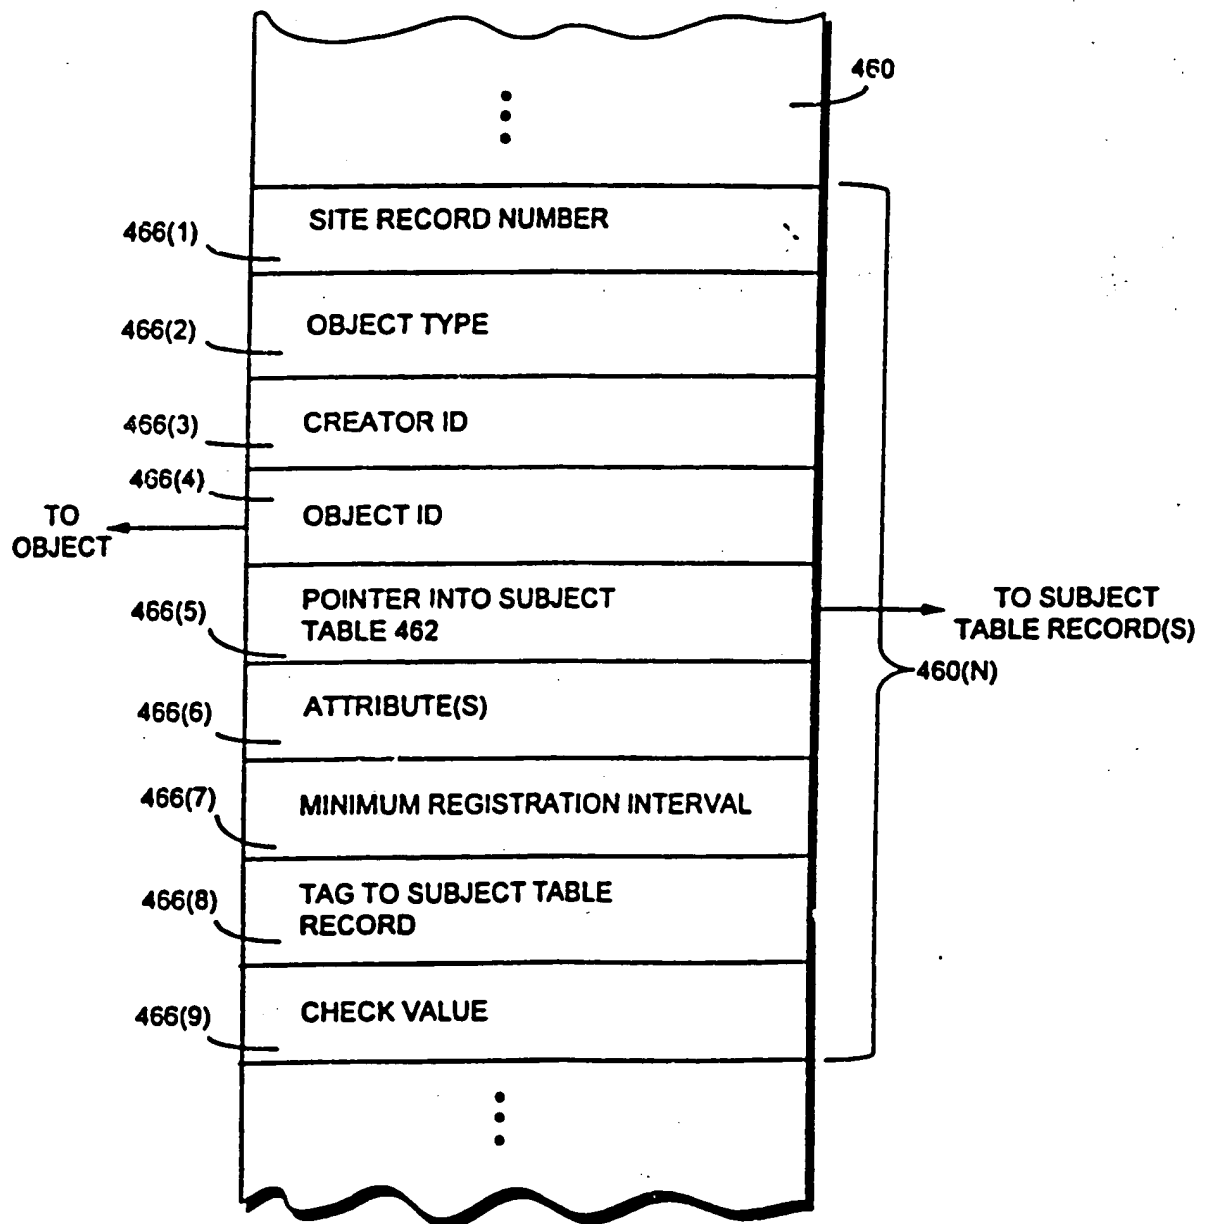 460
466(1)
SITE RECORD NUMBER
466(2)
OBJECT TYPE
466(3)
CREATOR ID
466(4)
OBJECT ID
TO
OBJECT
466(5)
POINTER INTO SUBJECT
TABLE 462
TO SUBJECT
TABLE RECORD(S)
460(N)
466(6)
ATTRIBUTE(S)
466(7)
MINIMUM REGISTRATION INTERVAL
466(8)
TAG TO SUBJECT TABLE
RECORD
466(9)
CHECK VALUE